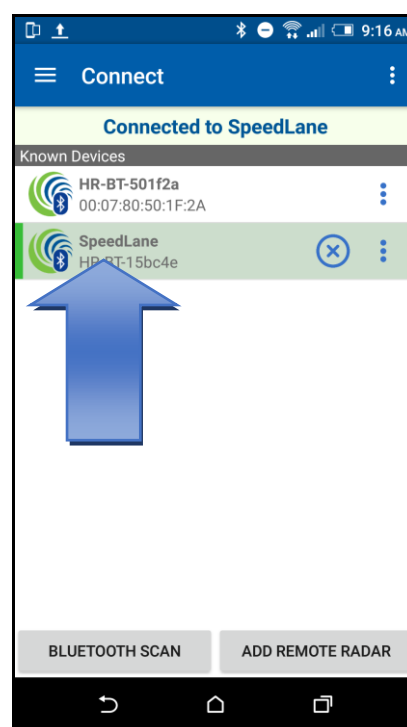 9:16 AM
Connect
Connected to SpeedLane
Known Devices
HR-BT-501f2a
00:07:80:50:1F:2A
SpeedLane
HR-BT-15bc4e
BLUETOOTH SCAN
ADD REMOTE RADAR